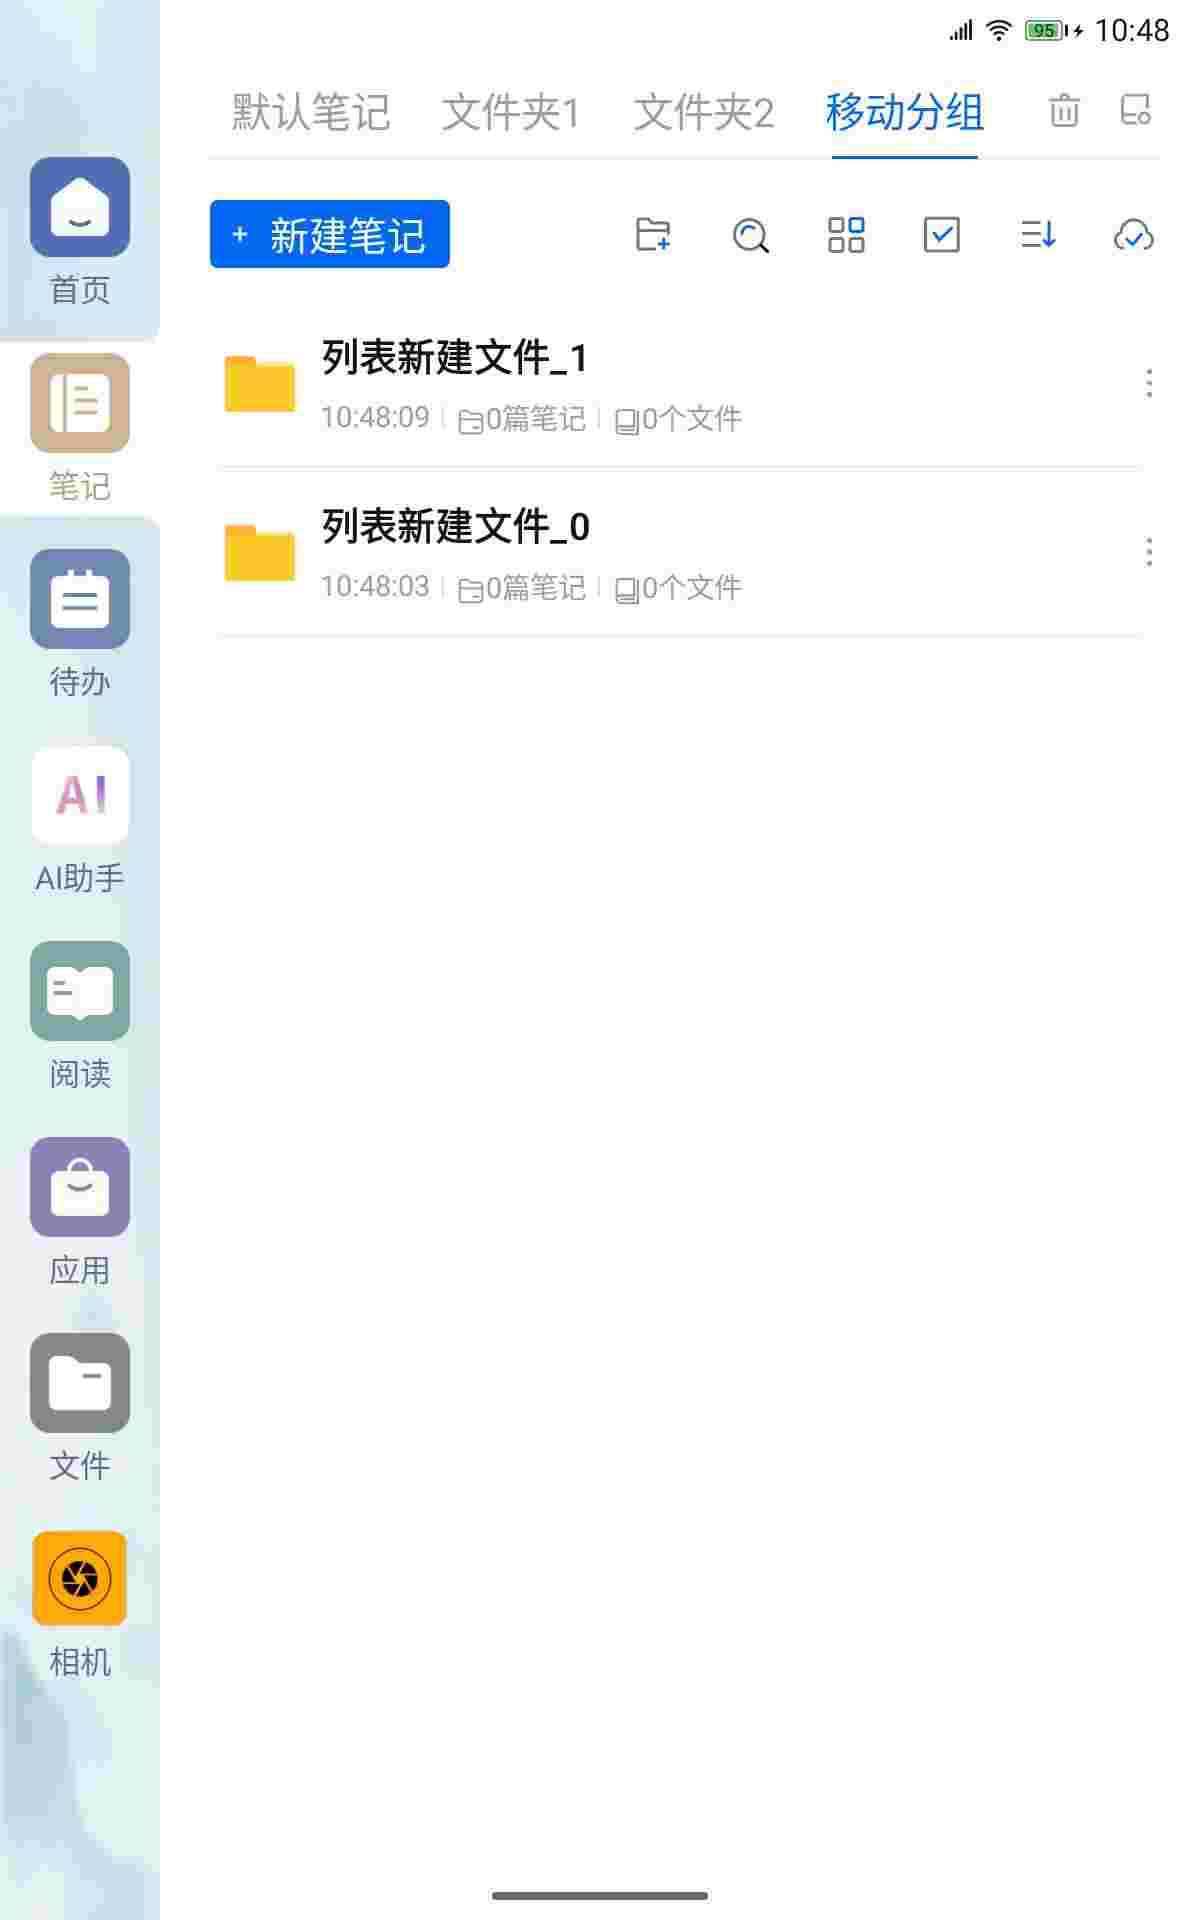 95 10:48
默认笔记 文件夹1 文件夹2 移动分组
+ 新建笔记
列表新建文件_1
10:48:09 0篇笔记 0个文件
列表新建文件_0
10:48:03 0篇笔记 0个文件
首页
笔记
待办
AI
AI助手
阅读
应用
文件
相机